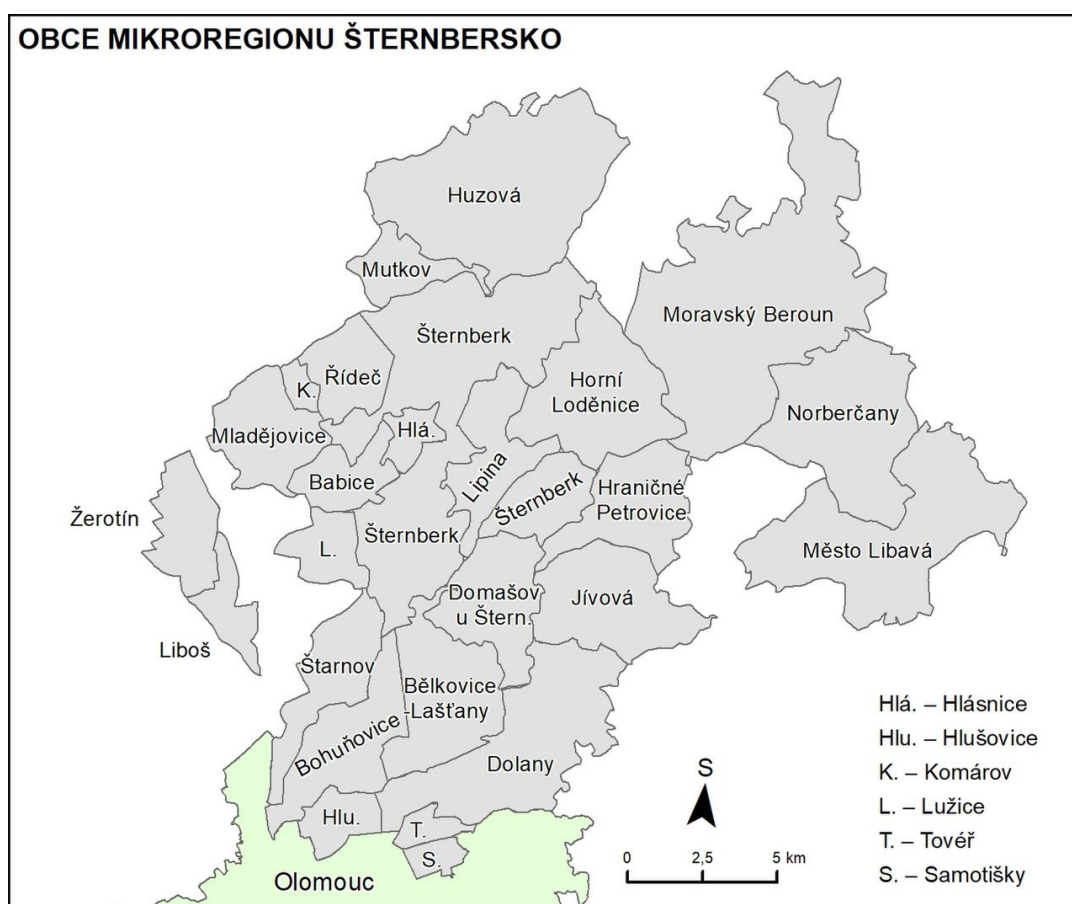 OBCE MIKROREGIONU ŠTERNBERSKO
Huzová
Mutkov
Moravský Beroun
Šternberk
Řídeč
K.
Horní
Loděnice
Norberčany
Hlá.
Mladějovice
Lipina
Babice
Šternberk
Hraničné
Petrovice
Žerotín
Šternberk
L.
Město Libavá
Domašov
u Štern.
Jívová
Liboš
Štarnov
Bělkovice
-Lašťany
Bohuňovice
Dolany
Hlu.
T.
S.
Olomouc
Hlá. – Hlásnice
Hlu. – Hlušovice
K. – Komárov
L. – Lužice
T. – Tovéř
S. – Samotišky
S
0 2,5 5 km